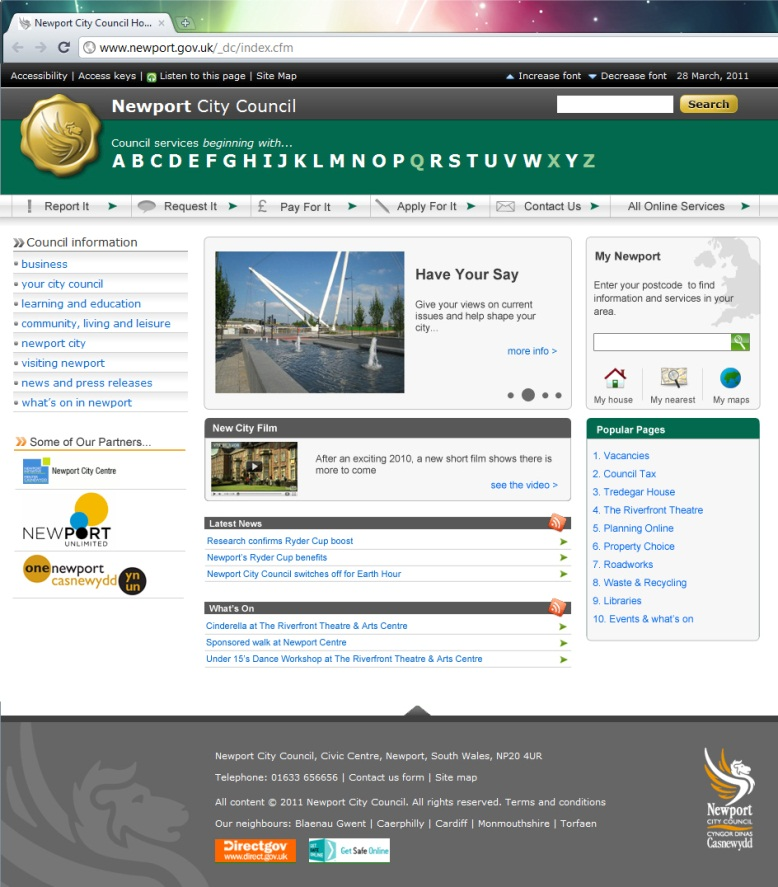 Newport City Council Ho...
www.newport.gov.uk/_dc/index.cfm
Accessibility | Access keys | Listen to this page | Site Map
Increase font Decrease font 28 March, 2011
Newport City Council
Search
Council services beginning with...
A B C D E F G H I J K L M N O P Q R S T U V W X Y Z
Report It
Request It
£ Pay For It
Apply For It
Contact Us
All Online Services
Council information
business
your city council
learning and education
community, living and leisure
newport city
visiting newport
news and press releases
what's on in newport
Some of Our Partners...
Newport City Centre
NEWPORT
UNLIMITED
one newport
casnewydd yn
un
Have Your Say
Give your views on current
issues and help shape your
city...
more info >
New City Film
After an exciting 2010, a new short film shows there is
more to come
see the video >
Latest News
Research confirms Ryder Cup boost
Newport's Ryder Cup benefits
Newport City Council switches off for Earth Hour
What's On
Cinderella at The Riverfront Theatre & Arts Centre
Sponsored walk at Newport Centre
Under 15's Dance Workshop at The Riverfront Theatre & Arts Centre
My Newport
Enter your postcode to find
information and services in your
area.
My house
My nearest
My maps
Popular Pages
1. Vacancies
2. Council Tax
3. Tredegar House
4. The Riverfront Theatre
5. Planning Online
6. Property Choice
7. Roadworks
8. Waste & Recycling
9. Libraries
10. Events & what's on
Newport City Council, Civic Centre, Newport, South Wales, NP20 4UR
Telephone: 01633 656656 | Contact us form | Site map
All content © 2011 Newport City Council. All rights reserved. Terms and conditions
Our neighbours: Blaenau Gwent | Caerphilly | Cardiff | Monmouthshire | Torfaen
Directgov
www.direct.gov.uk
Get Safe Online
Newport
CITY COUNCIL
CYNGOR DINAS
Casnewydd